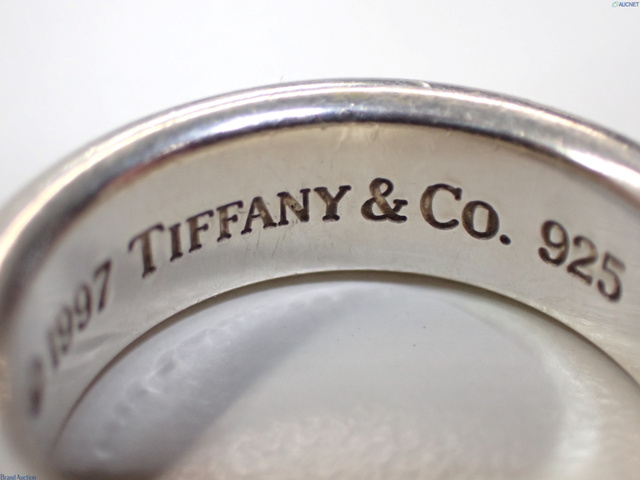 AUCNET
© 1997 TIFFANY & CO. 925
Brand Auction